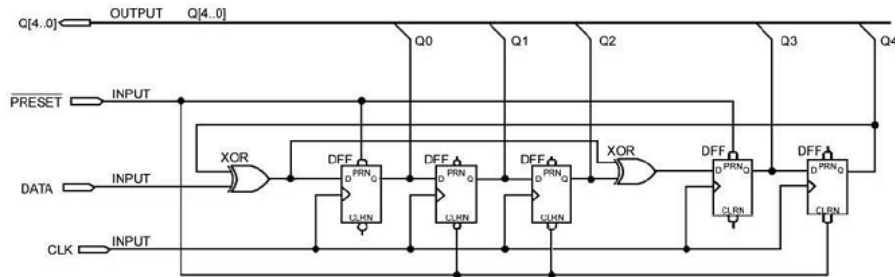 Q[4..0] OUTPUT Q[4..0]
Q0 Q1 Q2 Q3 Q4
PRESET INPUT
XOR DFF DFF DFF XOR DFF DFF
PRN PRN PRN PRN PRN
D Q D Q D Q D Q D Q
DATA INPUT
CLRN CLRN CLRN CLRN CLRN
CLK INPUT